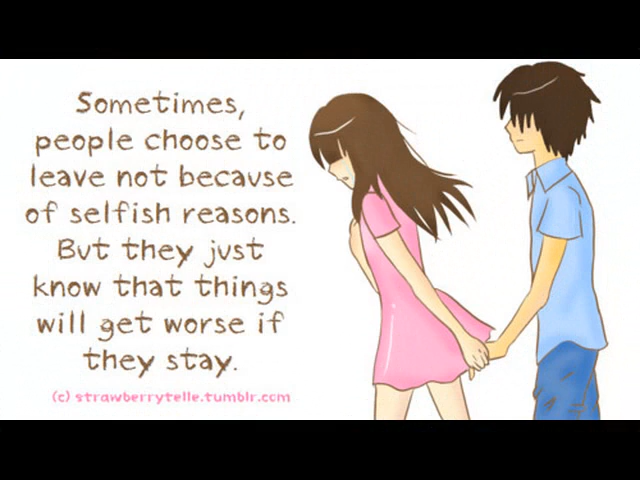 Sometimes,
people choose to
leave not because
of selfish reasons.
But they just
know that things
will get worse if
they stay.
(c) strawberrytelle.tumblr.com